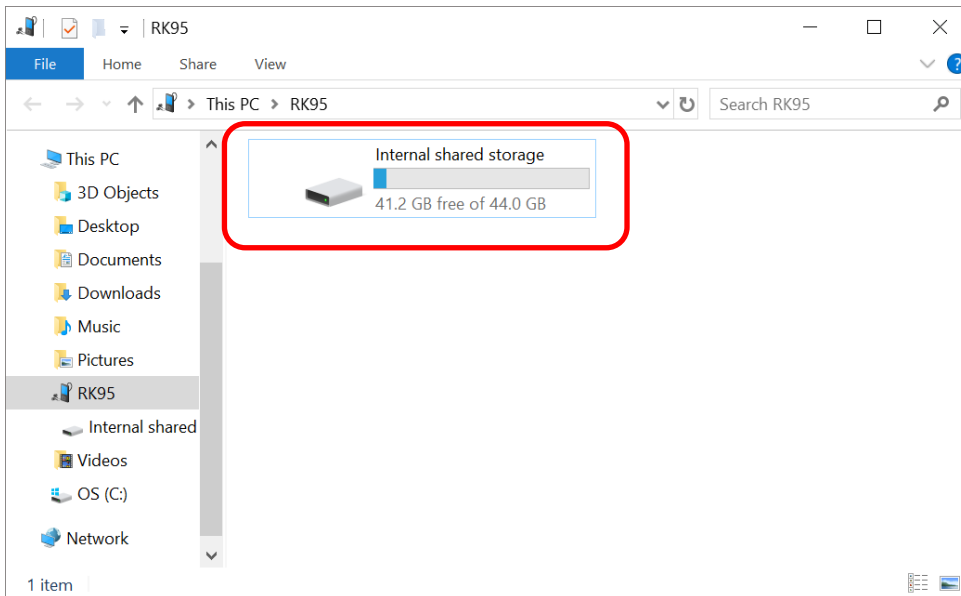 RK95
File Home Share View ?
This PC > RK95
Search RK95
This PC
3D Objects
Desktop
Documents
Downloads
Music
Pictures
RK95
Internal shared
Videos
OS (C:)
Network
Internal shared storage
41.2 GB free of 44.0 GB
1 item